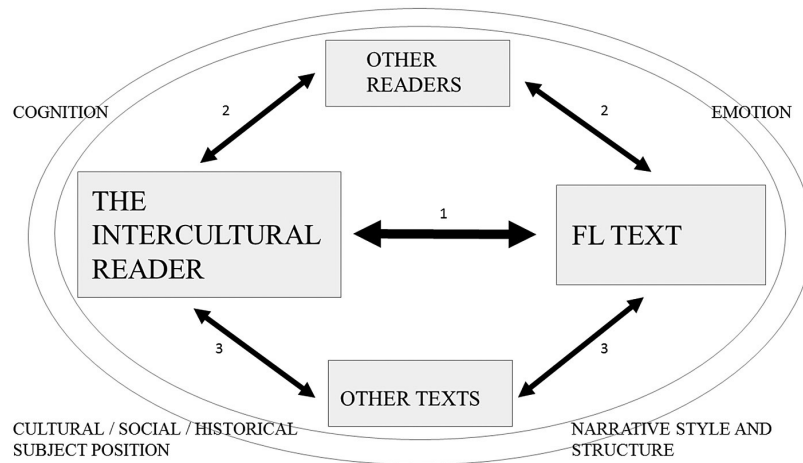 OTHER
READERS
2
2
COGNITION
EMOTION
THE
INTERCULTURAL
READER
1
FL TEXT
3
3
OTHER TEXTS
CULTURAL / SOCIAL / HISTORICAL
SUBJECT POSITION
NARRATIVE STYLE AND
STRUCTURE